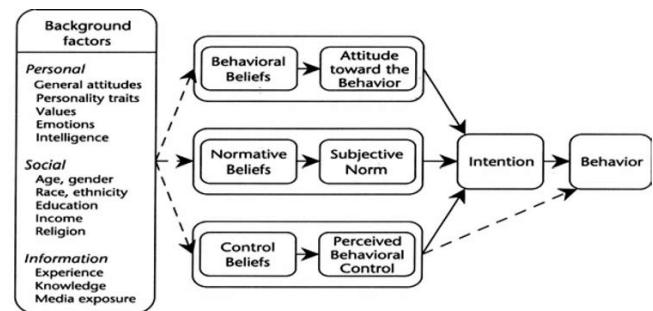 Background
factors
Personal
General attitudes
Personality traits
Values
Emotions
Intelligence
Social
Age, gender
Race, ethnicity
Education
Income
Religion
Information
Experience
Knowledge
Media exposure
Behavioral
Beliefs
Attitude
toward the
Behavior
Normative
Beliefs
Subjective
Norm
Control
Beliefs
Perceived
Behavioral
Control
Intention
Behavior